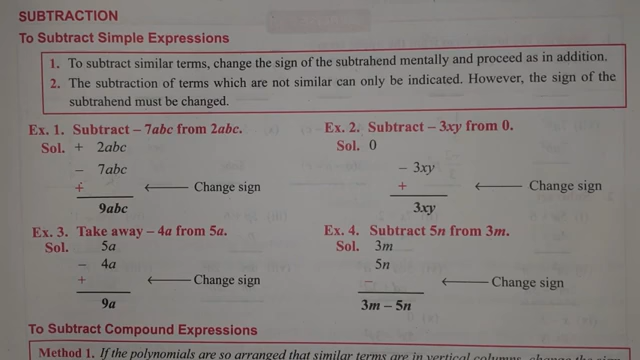 SUBTRACTION
To Subtract Simple Expressions
1. To subtract similar terms, change the sign of the subtrahend mentally and proceed as in addition.
2. The subtraction of terms which are not similar can only be indicated. However, the sign of the
subtrahend must be changed.
Ex. 1. Subtract – 7abc from 2abc.
Sol. + 2abc
– 7abc
+ ← Change sign
9abc
Ex. 2. Subtract – 3xy from 0.
Sol. 0
– 3xy
+ ← Change sign
3xy
Ex. 3. Take away – 4a from 5a.
Sol. 5a
– 4a
+ ← Change sign
9a
Ex. 4. Subtract 5n from 3m.
Sol. 3m
5n
– ← Change sign
3m – 5n
To Subtract Compound Expressions
Method 1. If the polynomials are so arranged that similar terms are in vertical columns, change the sign